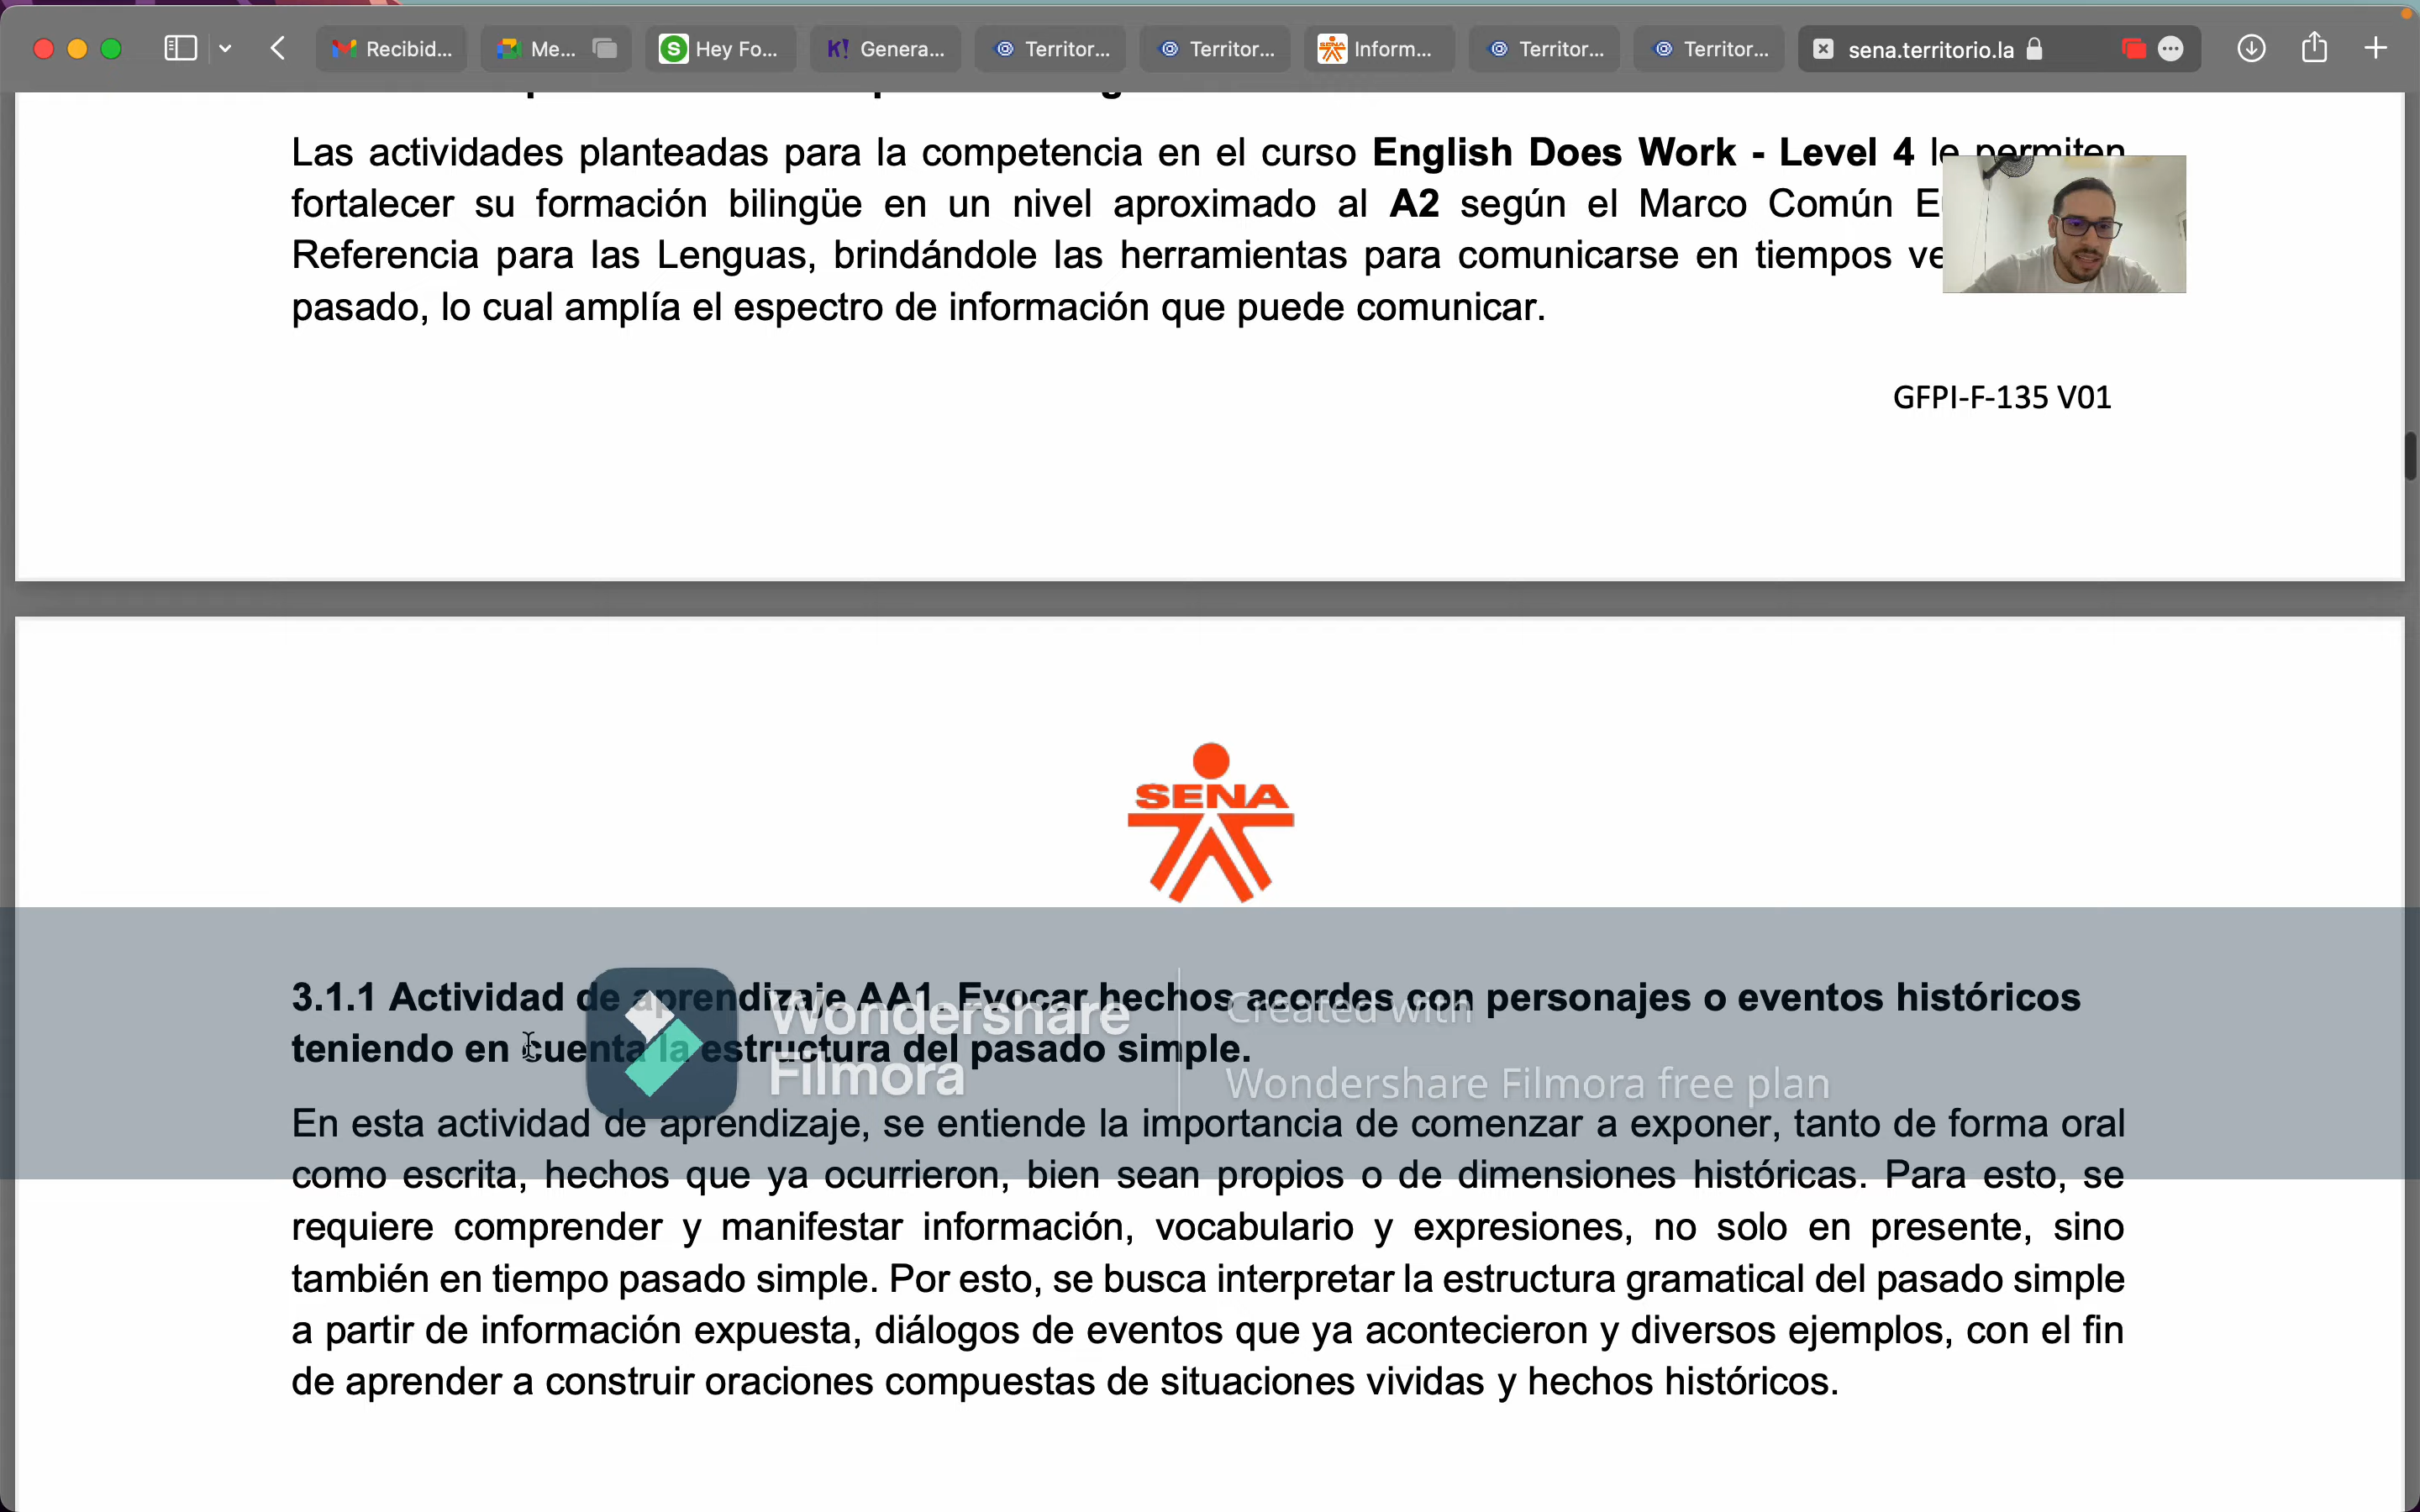 Recibid...
Me...
Hey Fo...
K! Genera...
Territor...
Territor...
Inform...
Territor...
Territor...
sena.territorio.la
Las actividades planteadas para la competencia en el curso English Does Work - Level 4 le permiten
fortalecer su formación bilingüe en un nivel aproximado al A2 según el Marco Común
Referencia para las Lenguas, brindándole las herramientas para comunicarse en tiempos
pasado, lo cual amplía el espectro de información que puede comunicar.
GFPI-F-135 V01
SENA
3.1.1 Actividad de aprendizaje AA1. Evocar hechos acordes con personajes o eventos históricos
teniendo en cuenta la estructura del pasado simple.
Wondershare
Filmora
Created with
Wondershare Filmora free plan
En esta actividad de aprendizaje, se entiende la importancia de comenzar a exponer, tanto de forma oral
como escrita, hechos que ya ocurrieron, bien sean propios o de dimensiones históricas. Para esto, se
requiere comprender y manifestar información, vocabulario y expresiones, no solo en presente, sino
también en tiempo pasado simple. Por esto, se busca interpretar la estructura gramatical del pasado simple
a partir de información expuesta, diálogos de eventos que ya acontecieron y diversos ejemplos, con el fin
de aprender a construir oraciones compuestas de situaciones vividas y hechos históricos.